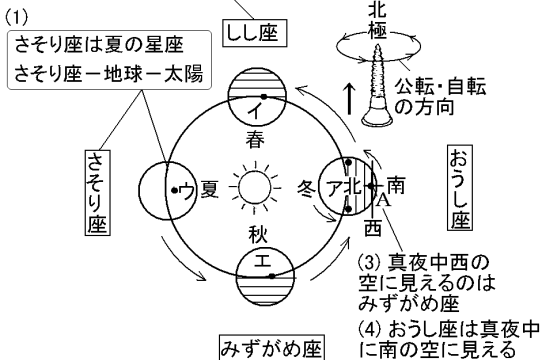 (1)
さそり座は夏の星座
さそり座－地球－太陽
しし座
北極
公転・自転
の方向
イ
春
さそり座
ウ
夏
冬
ア
北
南
A
西
おうし座
秋
エ
(3) 真夜中西の
空に見えるのは
みずがめ座
(4) おうし座は真夜中
に南の空に見える
みずがめ座